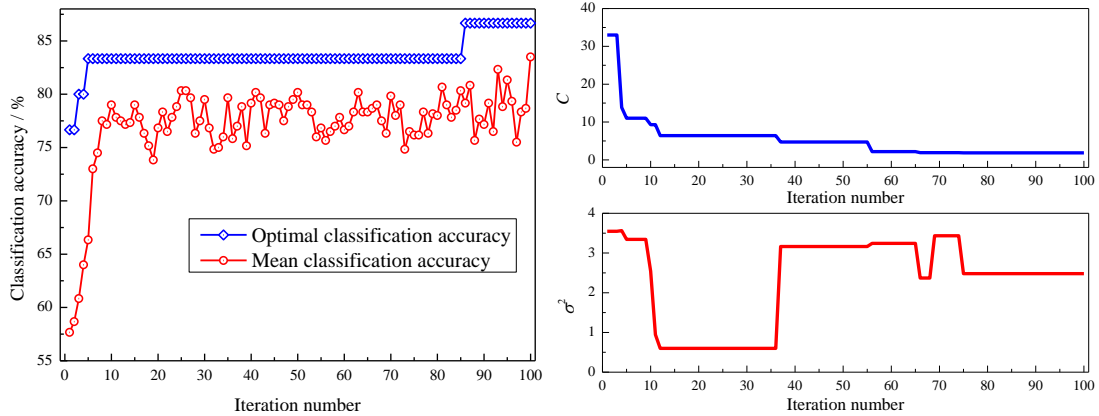 85
80
75
70
65
60
55
Classification accuracy / %
Optimal classification accuracy
Mean classification accuracy
0 10 20 30 40 50 60 70 80 90 100
Iteration number
40
30
20
10
0
C
0 10 20 30 40 50 60 70 80 90 100
Iteration number
4
3
2
1
0
σ²
0 10 20 30 40 50 60 70 80 90 100
Iteration number